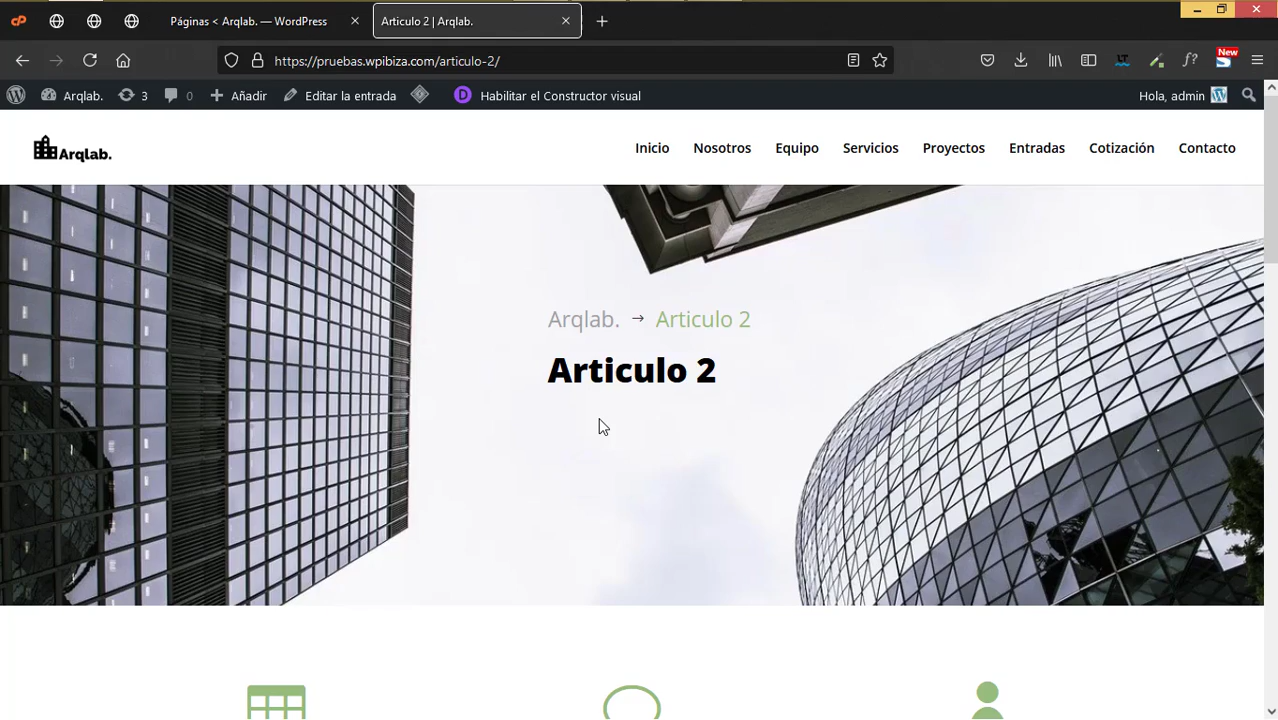 Páginas < Arqlab. — WordPress
Articulo 2 | Arqlab.
https://pruebas.wpibiza.com/articulo-2/
New
Arqlab. 3 0 Añadir Editar la entrada Habilitar el Constructor visual Hola, admin
Arqlab. Inicio Nosotros Equipo Servicios Proyectos Entradas Cotización Contacto
Arqlab. → Articulo 2
Articulo 2